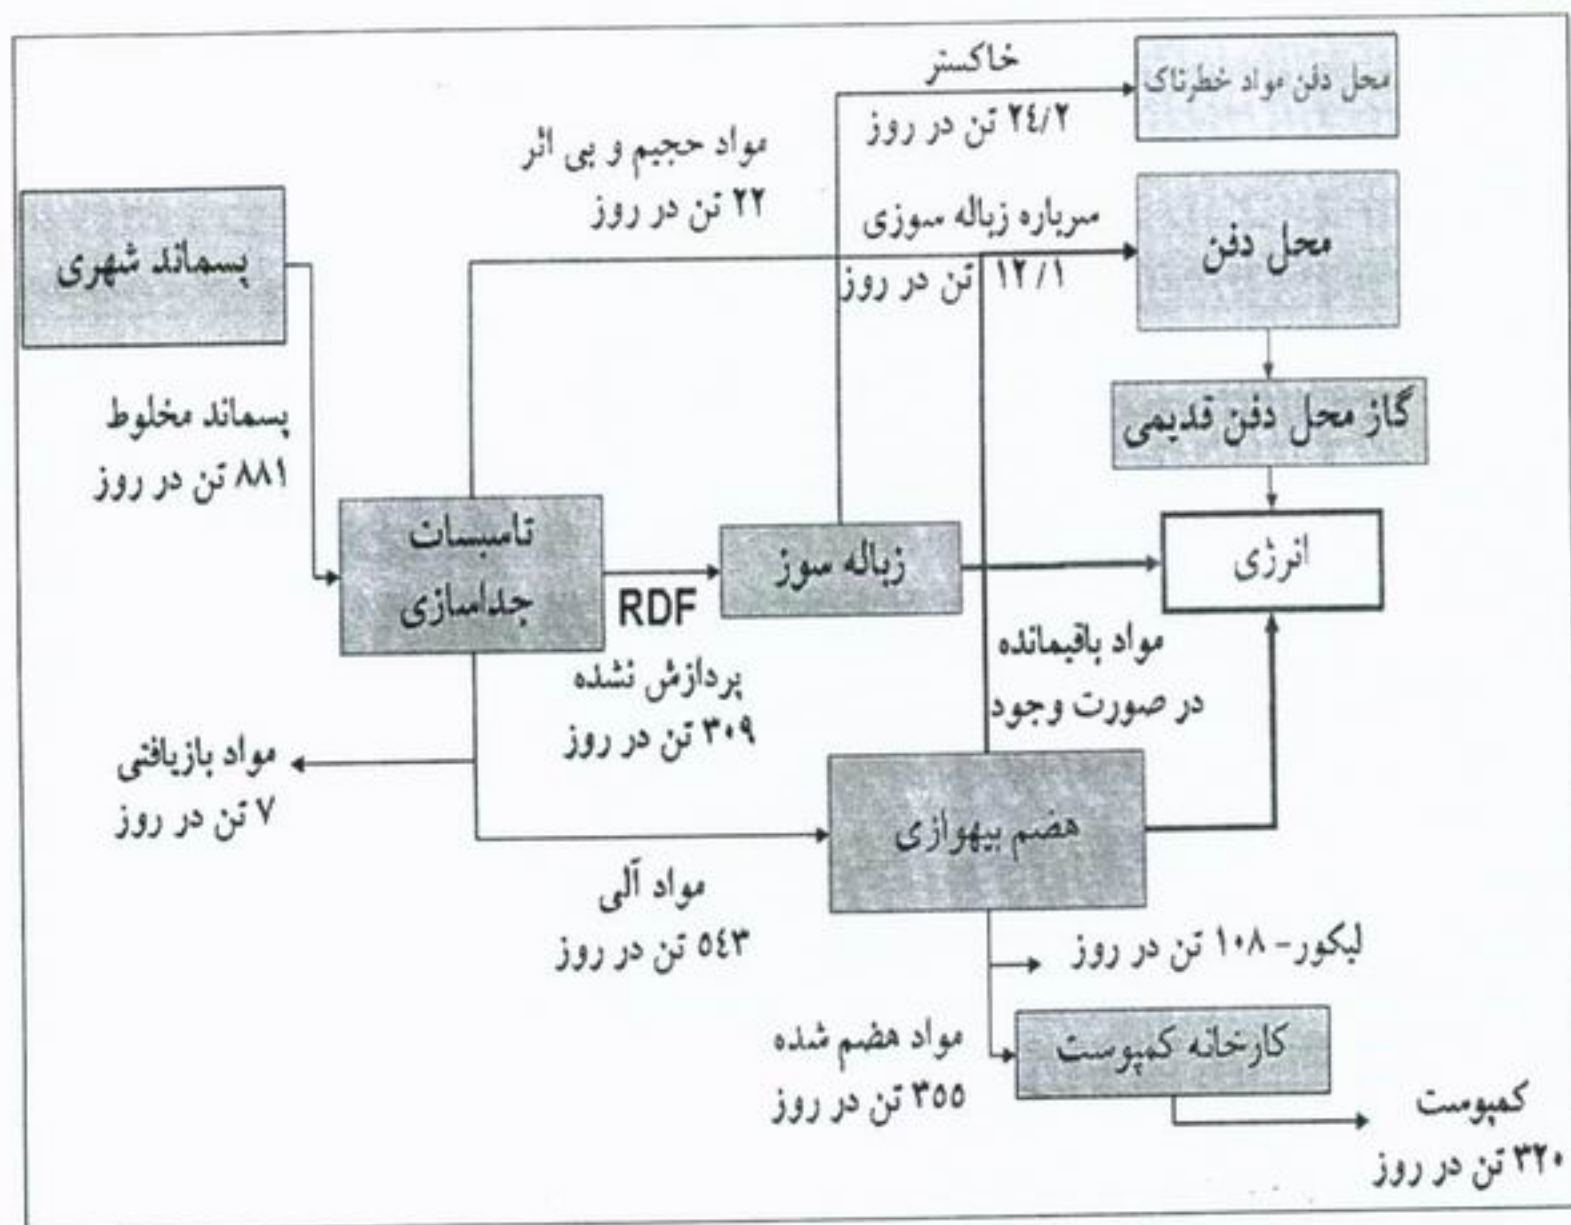 خاکستر
۲٤/۲ تن در روز
محل دفن مواد خطرناک
مواد حجیم و بی اثر
۲۲ تن در روز
سرباره زباله سوزی
۱۲/۱ تن در روز
محل دفن
پسماند شهری
پسماند مخلوط
۸۸۱ تن در روز
گاز محل دفن قدیمی
تاسیسات
جداسازی
RDF
پردازش نشده
۳۰۹ تن در روز
زباله سوز
انرژی
مواد باقیمانده
در صورت وجود
مواد بازیافتی
۷ تن در روز
هضم بیهوازی
مواد آلی
٥٤۳ تن در روز
لیکور- ۱۰۸ تن در روز
مواد هضم شده
۳٥٥ تن در روز
کارخانه کمپوست
کمپوست
۳۲۰ تن در روز